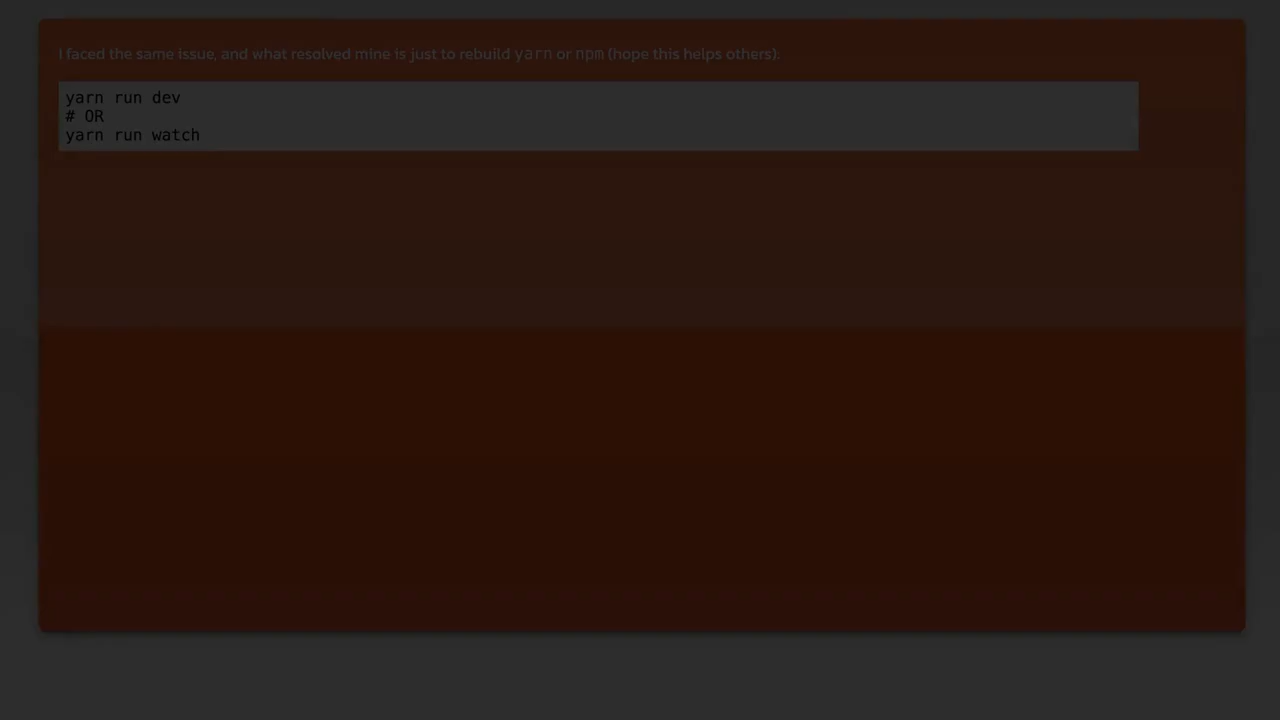 I faced the same issue, and what resolved mine is just to rebuild yarn or npm (hope this helps others):
yarn run dev
# OR
yarn run watch